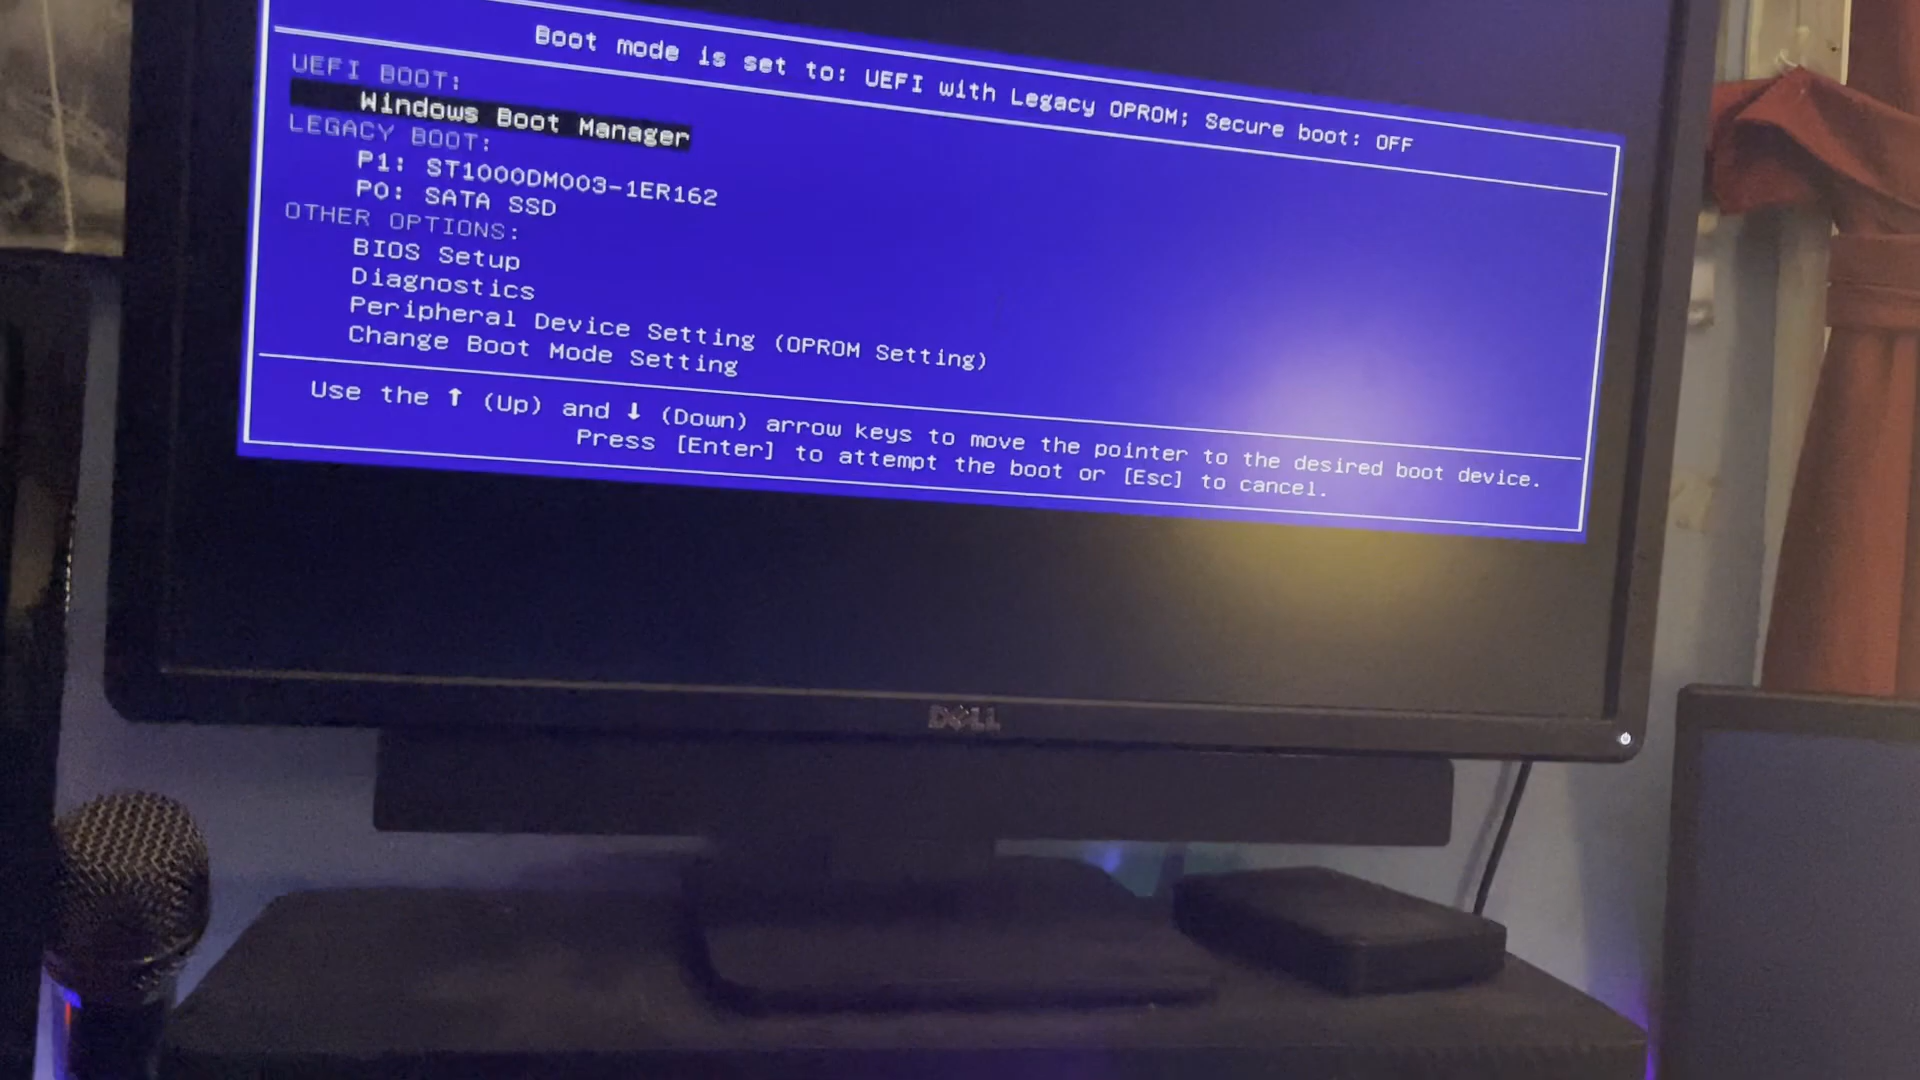 Boot mode is set to: UEFI with Legacy OPROM; Secure boot: OFF
UEFI BOOT:
Windows Boot Manager
LEGACY BOOT:
P1: ST1000DM003-1ER162
P0: SATA SSD
OTHER OPTIONS:
BIOS Setup
Diagnostics
Peripheral Device Setting (OPROM Setting)
Change Boot Mode Setting
Use the ↑ (Up) and ↓ (Down) arrow keys to move the pointer to the desired boot device.
Press [Enter] to attempt the boot or [Esc] to cancel.
DELL